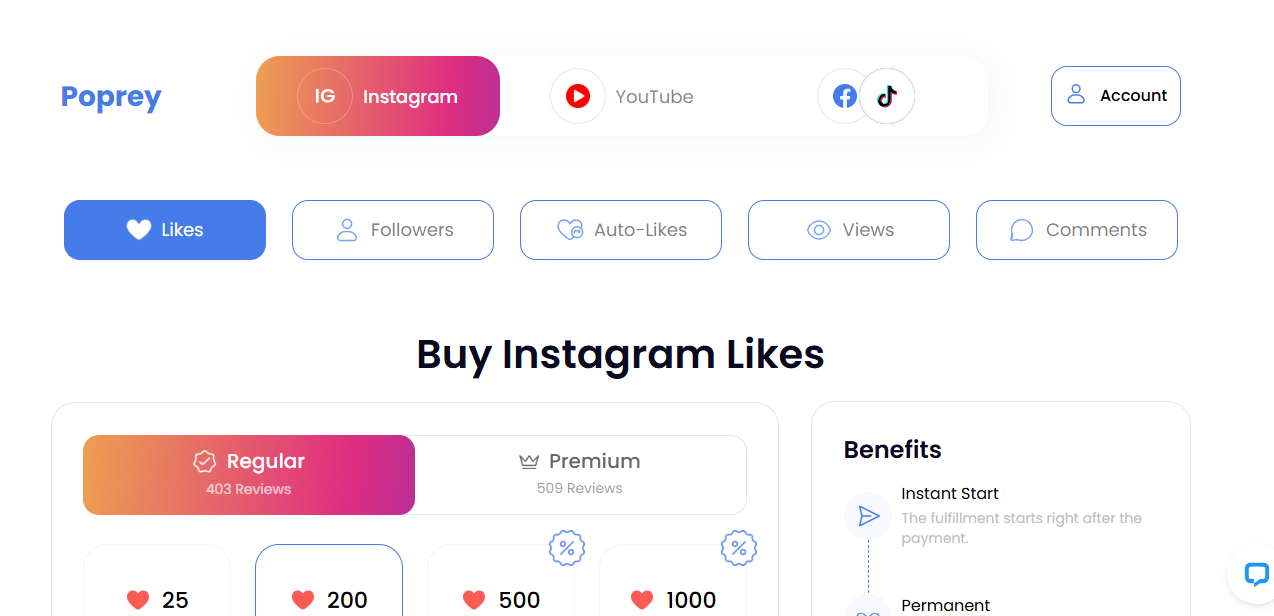 Poprey
IG Instagram
YouTube
Account
Likes
Followers
Auto-Likes
Views
Comments
Buy Instagram Likes
Regular
403 Reviews
Premium
509 Reviews
25
200
%
500
%
1000
Benefits
Instant Start
The fulfillment starts right after the
payment.
Permanent